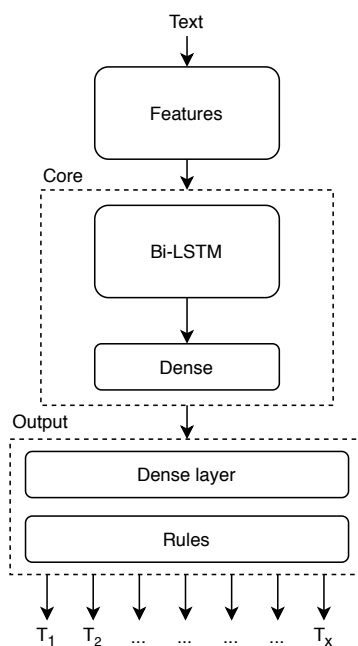 Text
Features
Core
Bi-LSTM
Dense
Output
Dense layer
Rules
T1 T2 ... ... ... ... Tx